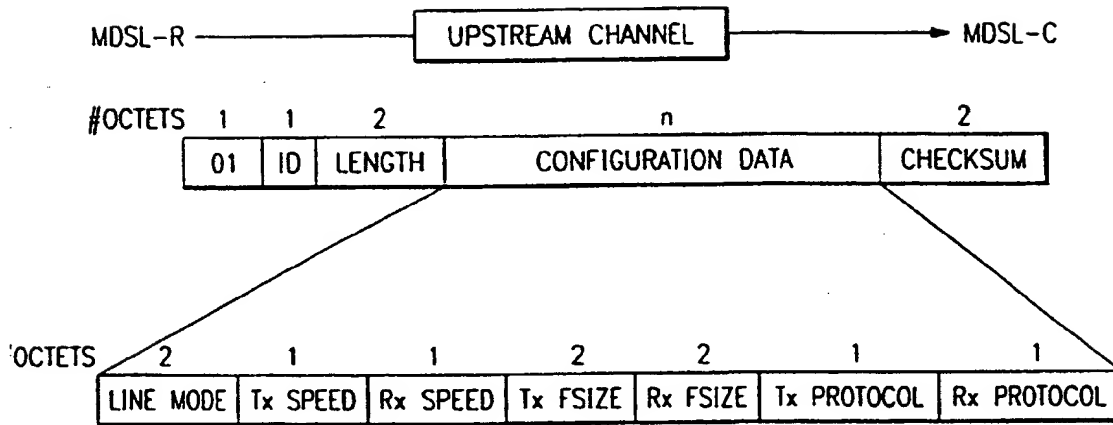 MDSL-R UPSTREAM CHANNEL MDSL-C
#OCTETS 1 1 2 n 2
01 ID LENGTH CONFIGURATION DATA CHECKSUM
'OCTETS 2 1 1 2 2 1 1
LINE MODE Tx SPEED Rx SPEED Tx FSIZE Rx FSIZE Tx PROTOCOL Rx PROTOCOL